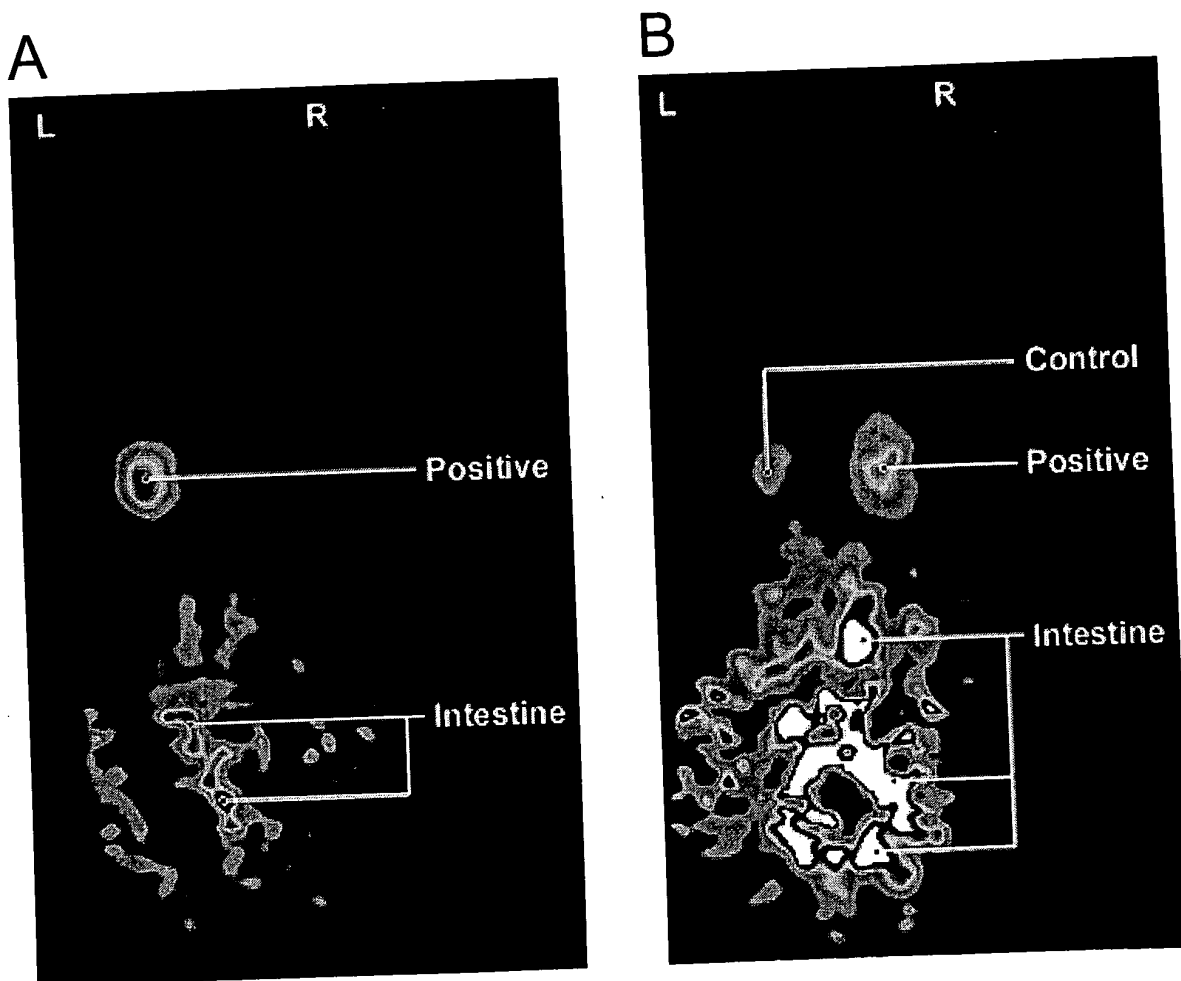 A
L R
Positive
Intestine
B
L R
Control
Positive
Intestine